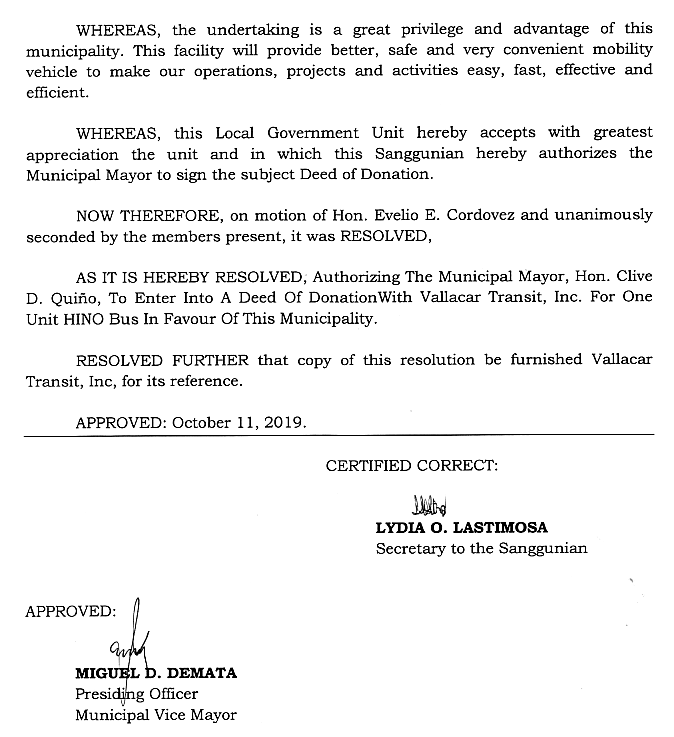 WHEREAS, the undertaking is a great privilege and advantage of this
municipality. This facility will provide better, safe and very convenient mobility
vehicle to make our operations, projects and activities easy, fast, effective and
efficient.
WHEREAS, this Local Government Unit hereby accepts with greatest
appreciation the unit and in which this Sanggunian hereby authorizes the
Municipal Mayor to sign the subject Deed of Donation.
NOW THEREFORE, on motion of Hon. Evelio E. Cordovez and unanimously
seconded by the members present, it was RESOLVED,
AS IT IS HEREBY RESOLVED, Authorizing The Municipal Mayor, Hon. Clive
D. Quiño, To Enter Into A Deed Of DonationWith Vallacar Transit, Inc. For One
Unit HINO Bus In Favour Of This Municipality.
RESOLVED FURTHER that copy of this resolution be furnished Vallacar
Transit, Inc, for its reference.
APPROVED: October 11, 2019.
CERTIFIED CORRECT:
LYDIA O. LASTIMOSA
Secretary to the Sanggunian
APPROVED:
MIGUEL D. DEMATA
Presiding Officer
Municipal Vice Mayor